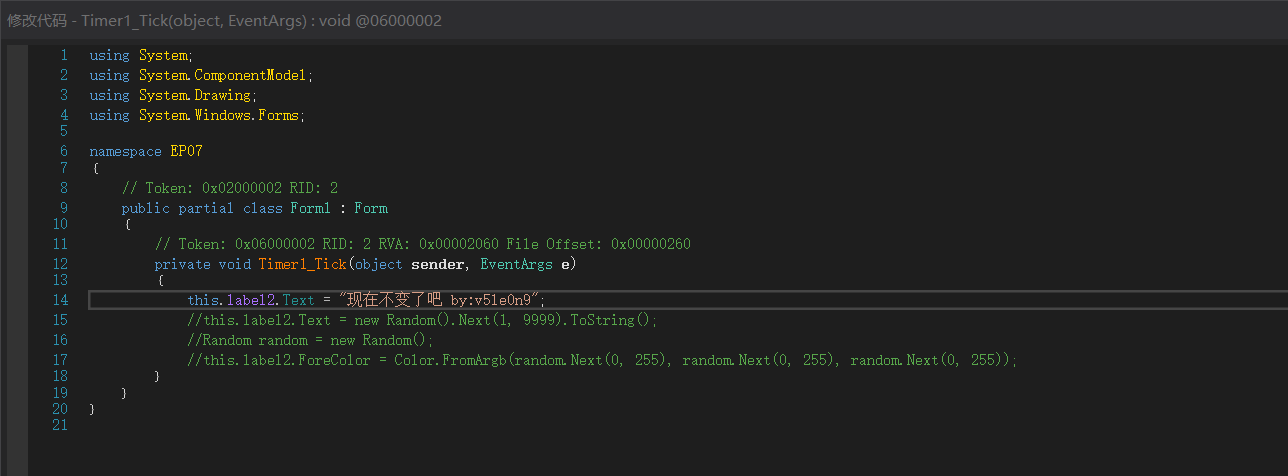 修改代码 - Timer1_Tick(object, EventArgs) : void @06000002
1 using System;
2 using System.ComponentModel;
3 using System.Drawing;
4 using System.Windows.Forms;
5
6 namespace EP07
7 {
8 // Token: 0x02000002 RID: 2
9 public partial class Form1 : Form
10 {
11 // Token: 0x06000002 RID: 2 RVA: 0x00002060 File Offset: 0x00000260
12 private void Timer1_Tick(object sender, EventArgs e)
13 {
14 this.label2.Text = "现在不变了吧 by:v51e0n9";
15 //this.label2.Text = new Random().Next(1, 9999).ToString();
16 //Random random = new Random();
17 //this.label2.ForeColor = Color.FromArgb(random.Next(0, 255), random.Next(0, 255), random.Next(0, 255));
18 }
19 }
20 }
21